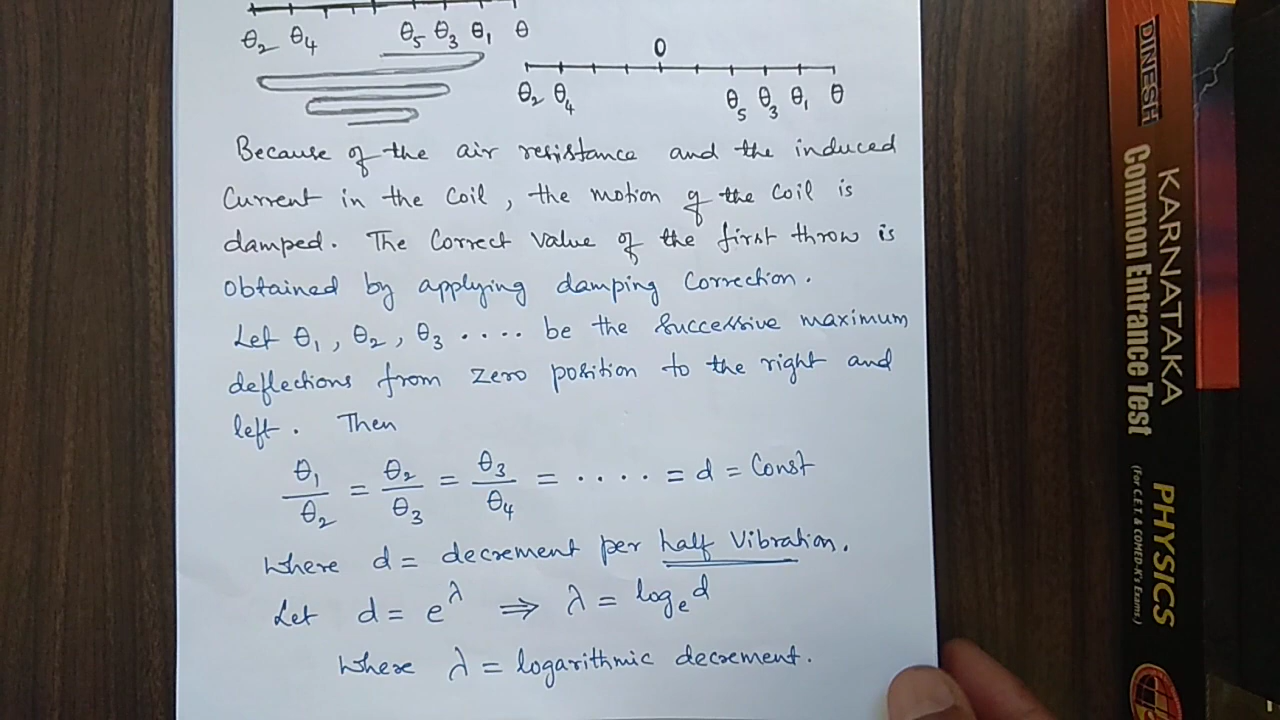 θ₂ θ₄ θ₅ θ₃ θ₁ θ
0
θ₂ θ₄ θ₅ θ₃ θ₁ θ
Because of the air resistance and the induced
Current in the coil, the motion of the coil is
damped. The Correct value of the first throw is
obtained by applying damping Correction.
Let θ₁, θ₂, θ₃ .... be the successive maximum
deflections from zero position to the right and
left. Then
θ₁/θ₂ = θ₂/θ₃ = θ₃/θ₄ = ..... = d = Const
where d = decrement per half Vibration.
Let d = e^λ ⇒ λ = logₑd
where λ = logarithmic decrement.
DINESH
KARNATAKA
Common Entrance Test
PHYSICS
(For C.E.T. & COMED-K's Exams.)